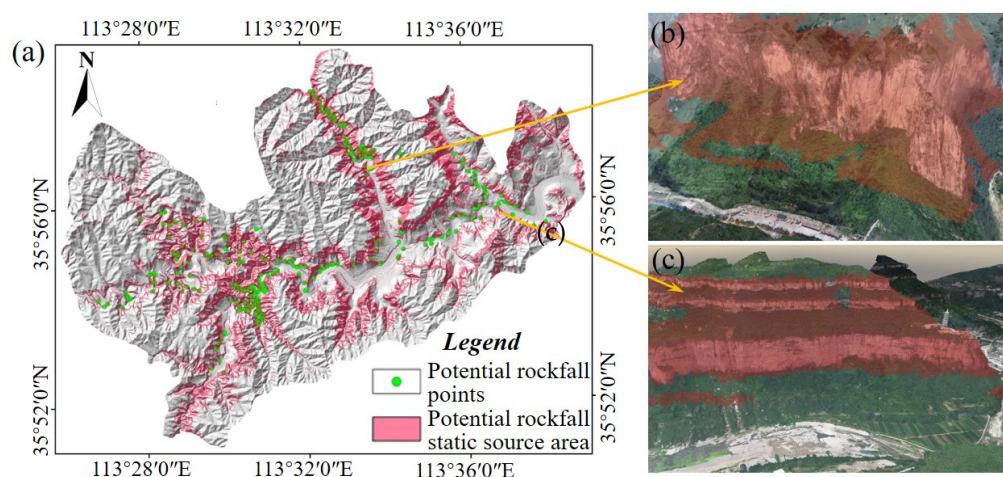 113°28′0″E 113°32′0″E 113°36′0″E
(a)
N
35°56′0″N
35°52′0″N
35°56′0″N
35°52′0″N
(c)
Legend
Potential rockfall
points
Potential rockfall
static source area
113°28′0″E 113°32′0″E 113°36′0″E
(b)
(c)